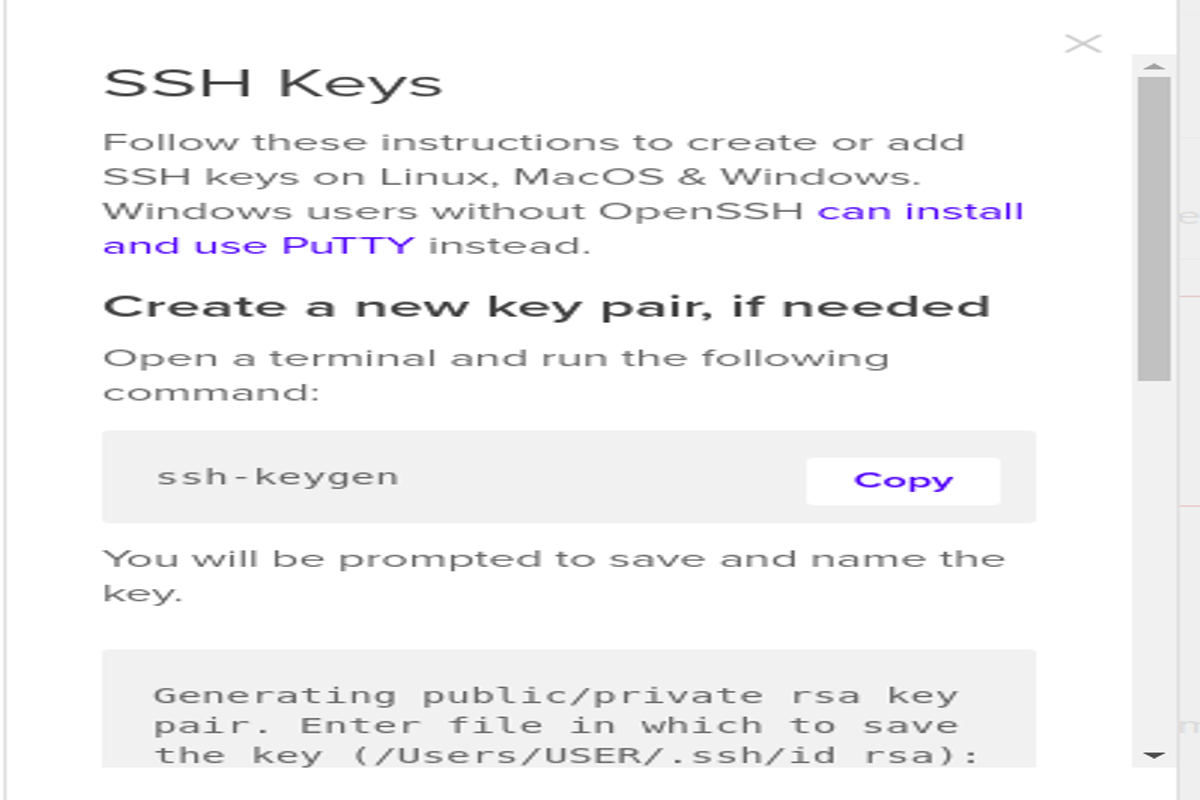 SSH Keys
Follow these instructions to create or add
SSH keys on Linux, MacOS & Windows.
Windows users without OpenSSH can install
and use PuTTY instead.
Create a new key pair, if needed
Open a terminal and run the following
command:
ssh-keygen
Copy
You will be prompted to save and name the
key.
Generating public/private rsa key
pair. Enter file in which to save
the key (/Users/USER/.ssh/id rsa):